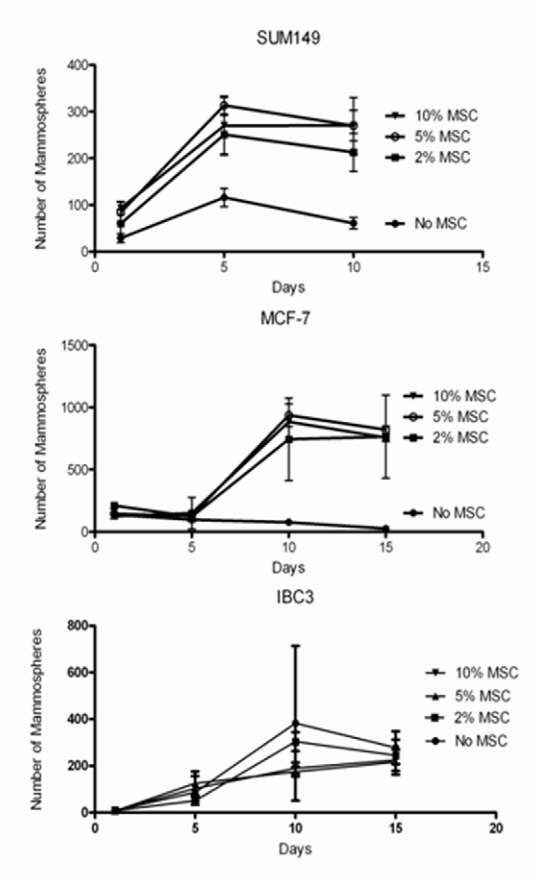 SUM149
Number of Mammospheres
400
300
200
100
0
0 5 10 15
Days
10% MSC
5% MSC
2% MSC
No MSC
MCF-7
Number of Mammospheres
1500
1000
500
0
0 5 10 15 20
Days
10% MSC
5% MSC
2% MSC
No MSC
IBC3
Number of Mammospheres
800
600
400
200
0
0 5 10 15 20
Days
10% MSC
5% MSC
2% MSC
No MSC